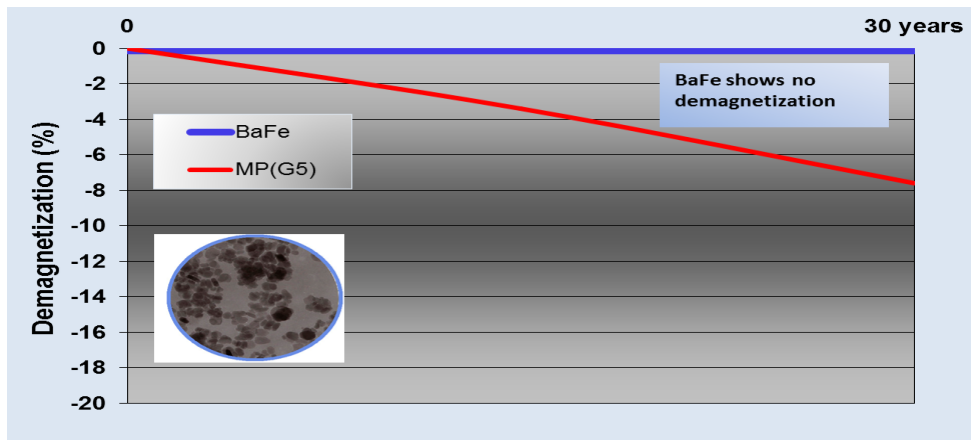 0 30 years
0
-2
-4
-6
-8
-10
-12
-14
-16
-18
-20
Demagnetization (%)
BaFe
MP(G5)
BaFe shows no
demagnetization